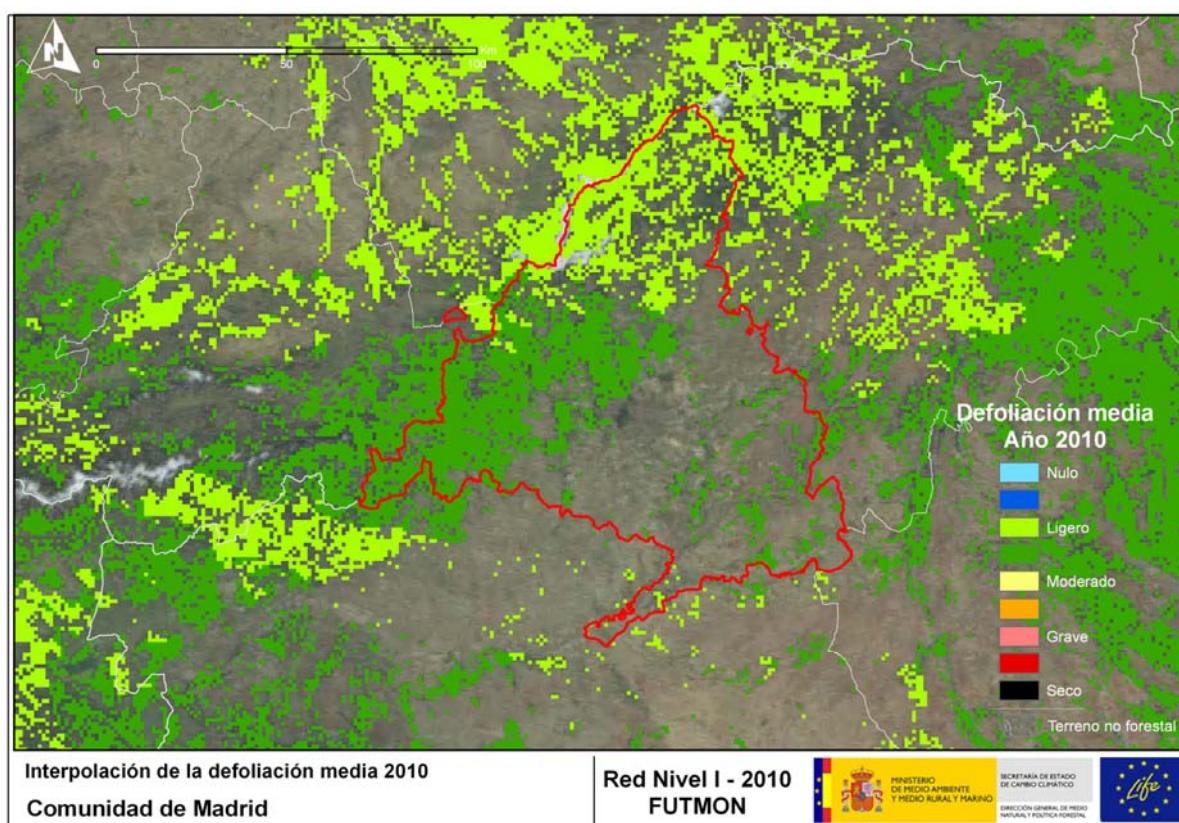 N
Km
0 50 100
Defoliación media
Año 2010
Nulo
Ligero
Moderado
Grave
Seco
Terreno no forestal
Interpolación de la defoliación media 2010
Comunidad de Madrid
Red Nivel I - 2010
FUTMON
MINISTERIO
DE MEDIO AMBIENTE
Y MEDIO RURAL Y MARINO
SECRETARÍA DE ESTADO
DE CAMBIO CLIMÁTICO
DIRECCIÓN GENERAL DE MEDIO
NATURAL Y POLÍTICA FORESTAL
Life